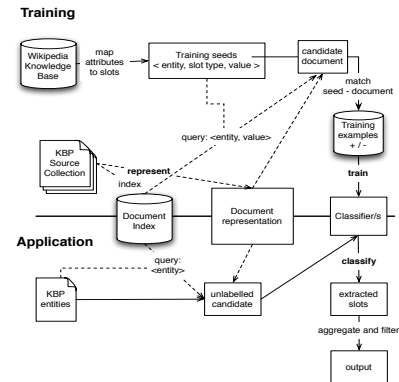 Training
Wikipedia
Knowledge
Base
map
attributes
to slots
Training seeds
< entity, slot type, value >
candidate
document
match
seed - document
query: <entity, value>
Training
examples
+ / -
KBP
Source
Collection
represent
index
train
Document
Index
Document
representation
Classifier/s
Application
query:
<entity>
classify
KBP
entities
unlabelled
candidate
extracted
slots
aggregate and filter
output